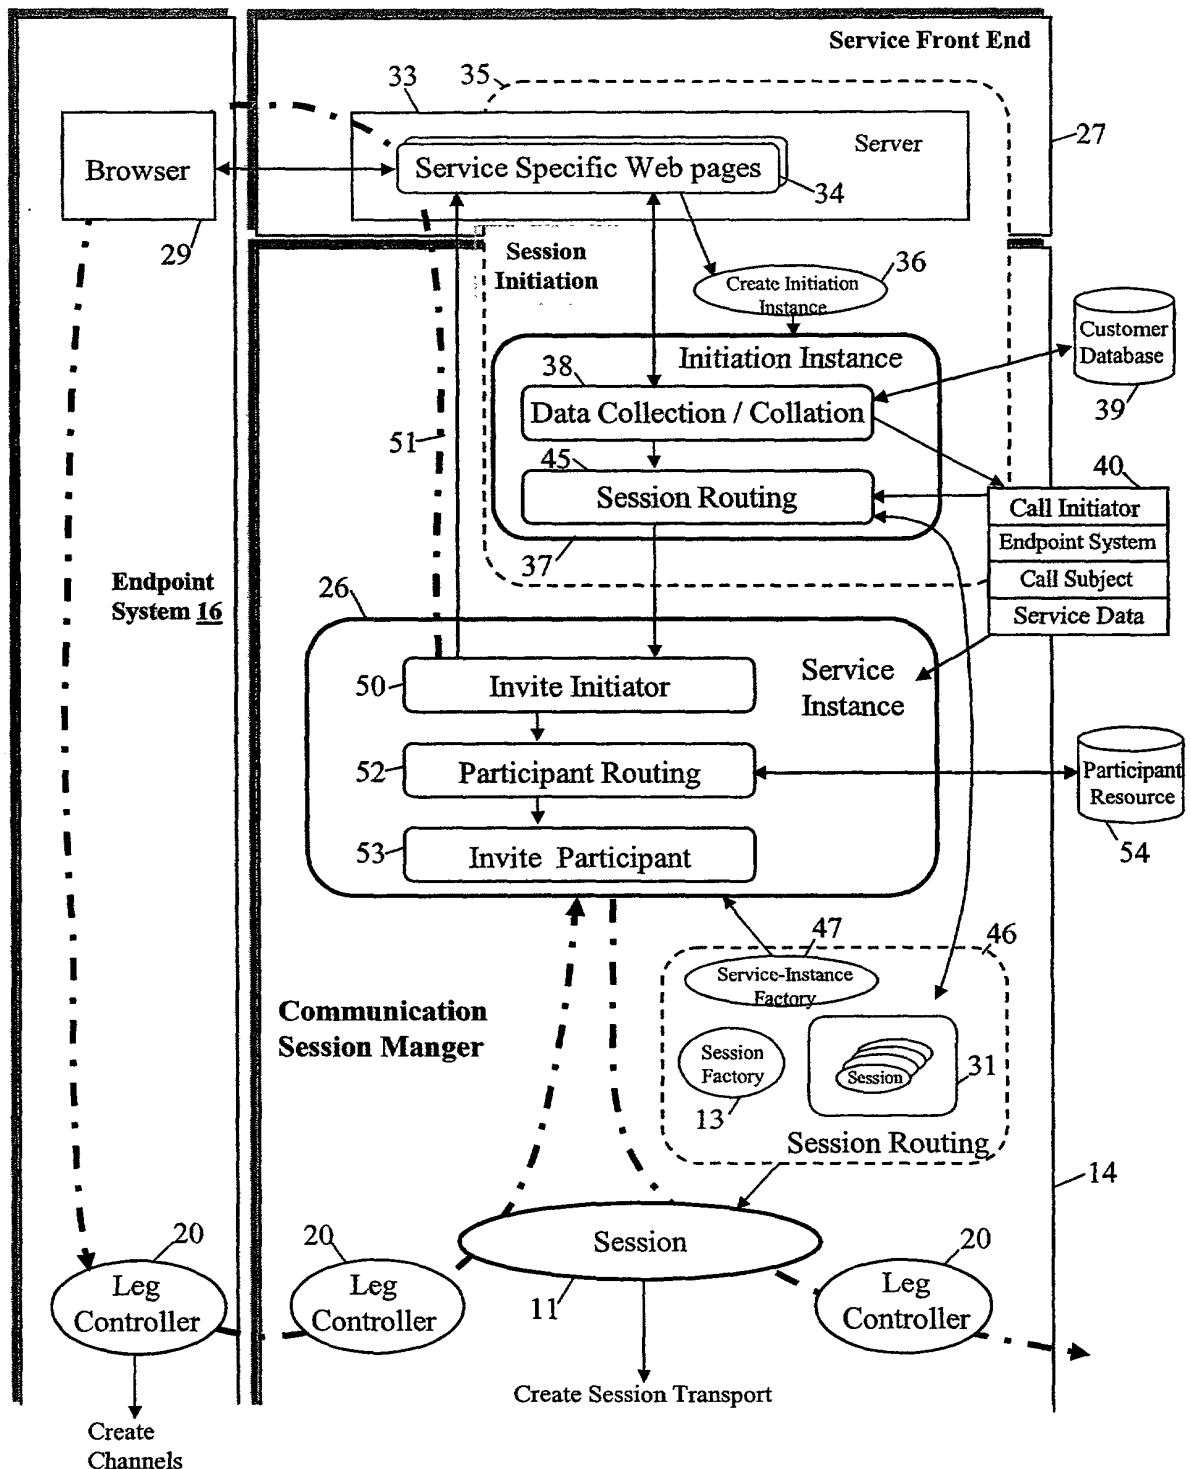 Service Front End
35
33
27
Server
Browser
Service Specific Web pages
34
29
Session
Initiation
36
Create Initiation
Instance
Customer
Database
39
Initiation Instance
38
Data Collection / Collation
51
45
Session Routing
37
40
Call Initiator
Endpoint System
Call Subject
Service Data
Endpoint
System 16
26
Service
Instance
50
Invite Initiator
52
Participant Routing
53
Invite Participant
Participant
Resource
54
47
46
Service-Instance
Factory
Communication
Session Manger
Session
Factory
13
Session
31
Session Routing
14
20
Leg
Controller
20
Leg
Controller
Session
11
20
Leg
Controller
Create Session Transport
Create
Channels